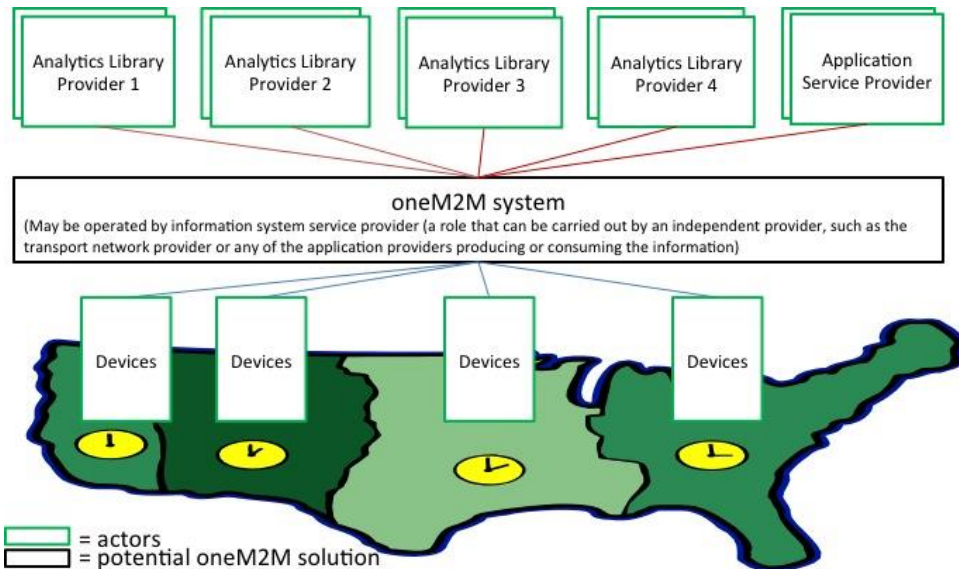 Analytics Library
Provider 1
Analytics Library
Provider 2
Analytics Library
Provider 3
Analytics Library
Provider 4
Application
Service Provider
oneM2M system
(May be operated by information system service provider (a role that can be carried out by an independent provider, such as the
transport network provider or any of the application providers producing or consuming the information)
Devices
Devices
Devices
Devices
= actors
= potential oneM2M solution